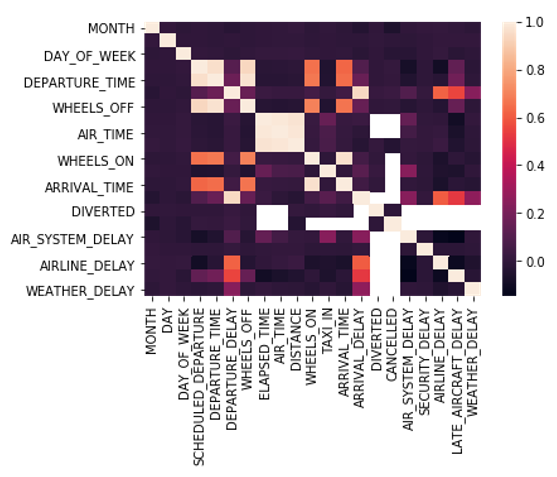 MONTH
DAY_OF_WEEK
DEPARTURE_TIME
WHEELS_OFF
AIR_TIME
WHEELS_ON
ARRIVAL_TIME
DIVERTED
AIR_SYSTEM_DELAY
AIRLINE_DELAY
WEATHER_DELAY
1.0
0.8
0.6
0.4
0.2
0.0
MONTH
DAY
DAY_OF_WEEK
SCHEDULED_DEPARTURE
DEPARTURE_TIME
DEPARTURE_DELAY
WHEELS_OFF
ELAPSED_TIME
AIR_TIME
DISTANCE
WHEELS_ON
TAXI_IN
ARRIVAL_TIME
ARRIVAL_DELAY
DIVERTED
CANCELLED
AIR_SYSTEM_DELAY
SECURITY_DELAY
AIRLINE_DELAY
LATE_AIRCRAFT_DELAY
WEATHER_DELAY